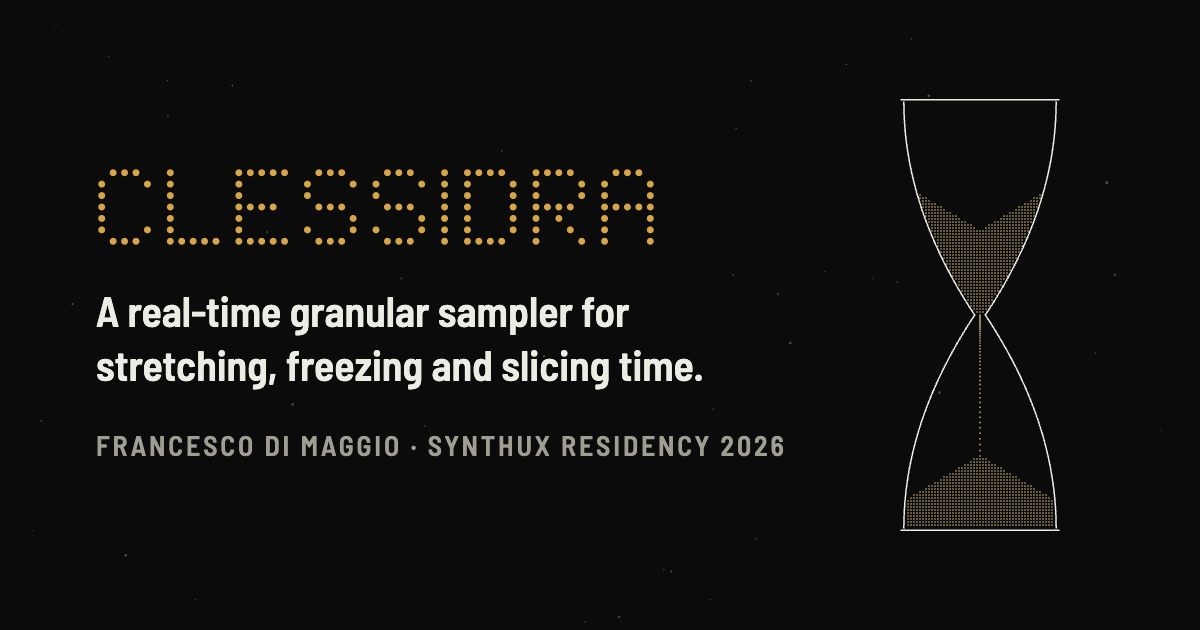 CLESSIDRA
A real-time granular sampler for
stretching, freezing and slicing time.
FRANCESCO DI MAGGIO · SYNTHUX RESIDENCY 2026